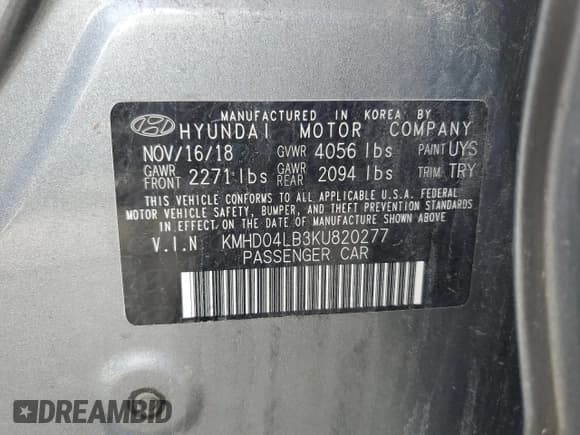 MANUFACTURED IN KOREA BY
HYUNDAI MOTOR COMPANY
NOV/16/18 GVWR 4056 lbs PAINT UYS
GAWR FRONT 2271 lbs GAWR REAR 2094 lbs TRIM TRY
THIS VEHICLE CONFORMS TO ALL APPLICABLE U.S.A. FEDERAL
MOTOR VEHICLE SAFETY, BUMPER, AND THEFT PREVENTION STANDARDS
IN EFFECT ON THE DATE OF MANUFACTURE SHOWN ABOVE.
V.I.N KMHD04LB3KU820277
PASSENGER CAR
DREAMBID